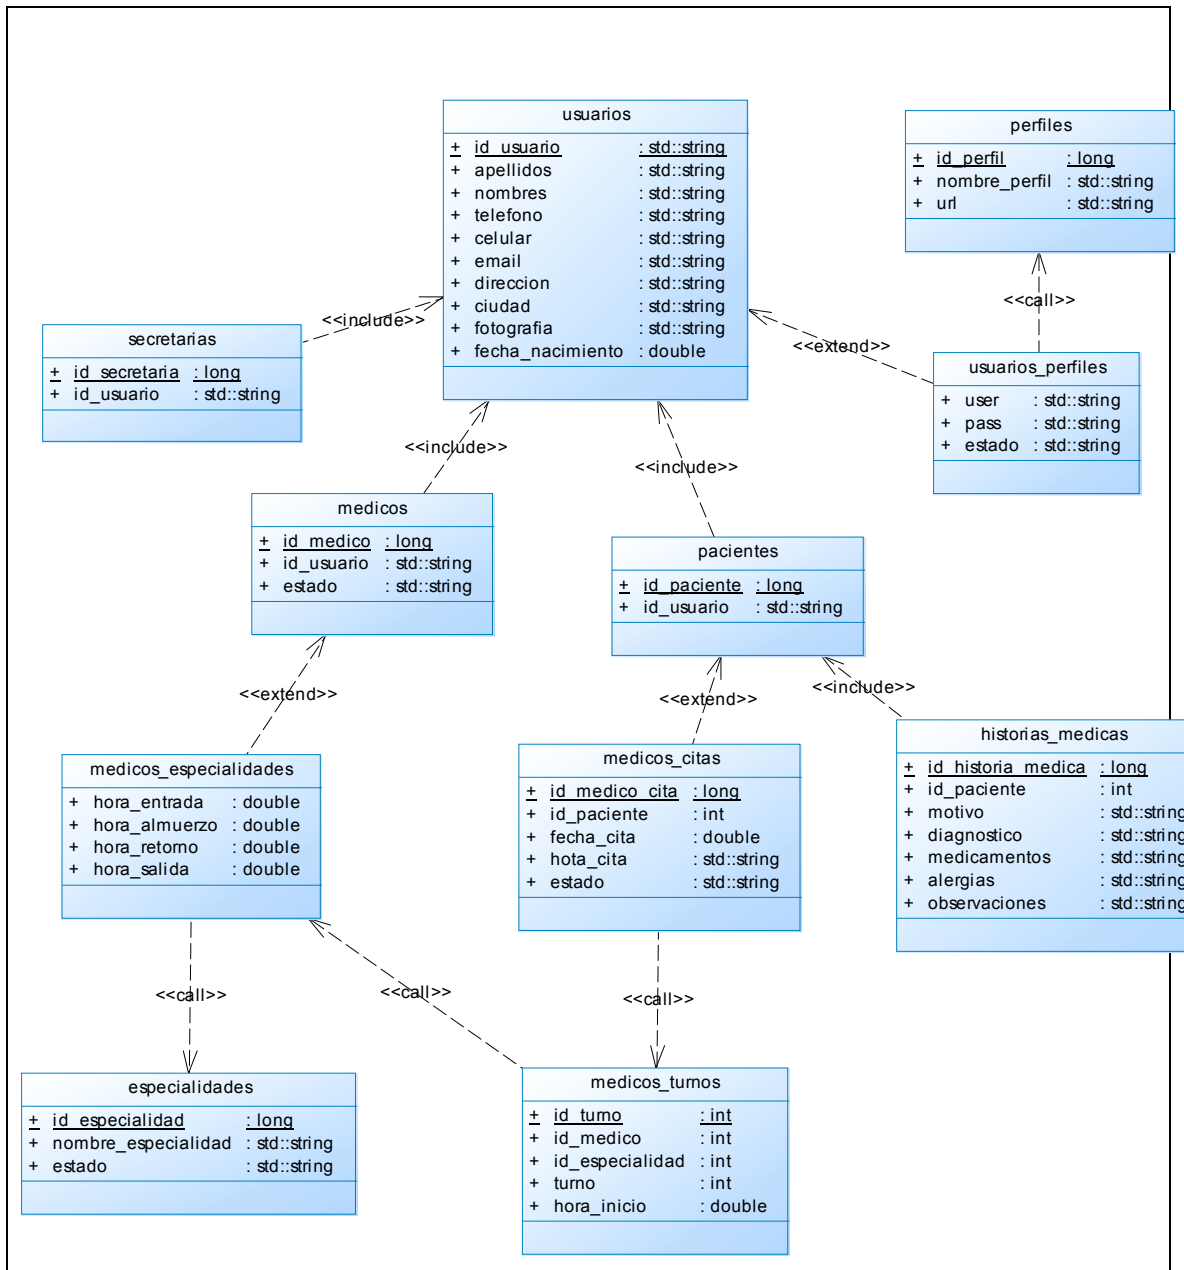 usuarios
+ id_usuario : std::string
+ apellidos : std::string
+ nombres : std::string
+ telefono : std::string
+ celular : std::string
+ email : std::string
+ direccion : std::string
+ ciudad : std::string
+ fotografia : std::string
+ fecha_nacimiento : double
perfiles
+ id_perfil : long
+ nombre_perfil : std::string
+ url : std::string
<<call>>
<<include>>
<<extend>>
secretarias
+ id_secretaria : long
+ id_usuario : std::string
usuarios_perfiles
+ user : std::string
+ pass : std::string
+ estado : std::string
<<include>>
<<include>>
medicos
+ id_medico : long
+ id_usuario : std::string
+ estado : std::string
pacientes
+ id_paciente : long
+ id_usuario : std::string
<<extend>>
<<extend>>
<<include>>
medicos_especialidades
+ hora_entrada : double
+ hora_almuerzo : double
+ hora_retorno : double
+ hora_salida : double
medicos_citas
+ id_medico_cita : long
+ id_paciente : int
+ fecha_cita : double
+ hota_cita : std::string
+ estado : std::string
historias_medicas
+ id_historia_medica : long
+ id_paciente : int
+ motivo : std::string
+ diagnostico : std::string
+ medicamentos : std::string
+ alergias : std::string
+ observaciones : std::string
<<call>>
<<call>>
<<call>>
especialidades
+ id_especialidad : long
+ nombre_especialidad : std::string
+ estado : std::string
medicos_turnos
+ id_turno : int
+ id_medico : int
+ id_especialidad : int
+ turno : int
+ hora_inicio : double